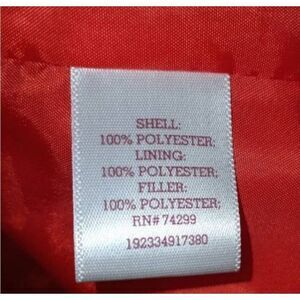 SHELL:
100% POLYESTER;
LINING:
100% POLYESTER;
FILLER:
100% POLYESTER;
RN# 74299
192334917380